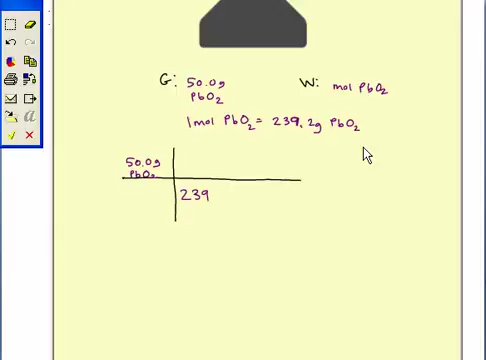 G: 50.0g W: mol PbO2
PbO2
1mol PbO2 = 239.2g PbO2
50.0g
PbO2
239